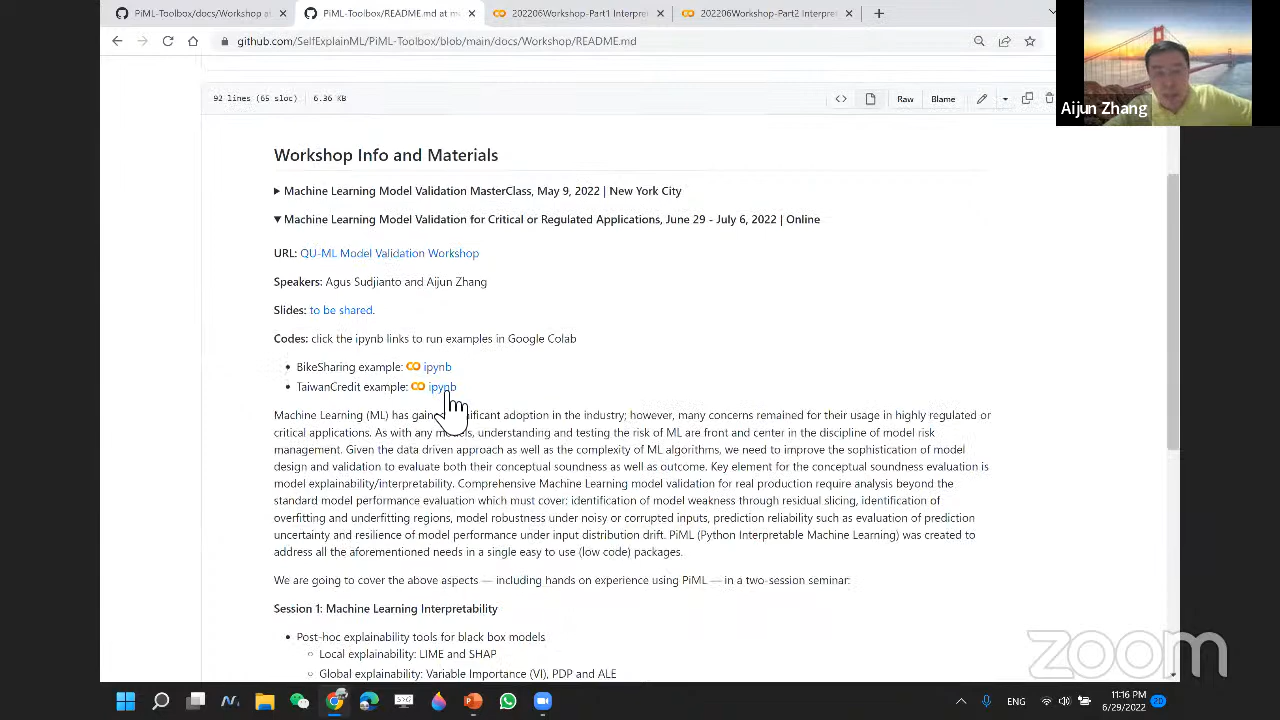 PiML-Toolbox/docs/Workshop at
PiML-Toolbox/README.md at m
202206Workshop-Part1 Interpret
202206Workshop-Part2 Interpret
github.com/SelfExplainML/PiML-Toolbox/blob/main/docs/Workshop/README.md
Aijun Zhang
92 lines (65 sloc) 6.36 KB
Raw Blame
Workshop Info and Materials
Machine Learning Model Validation MasterClass, May 9, 2022 | New York City
Machine Learning Model Validation for Critical or Regulated Applications, June 29 - July 6, 2022 | Online
URL: QU-ML Model Validation Workshop
Speakers: Agus Sudjianto and Aijun Zhang
Slides: to be shared.
Codes: click the ipynb links to run examples in Google Colab
• BikeSharing example: ipynb
• TaiwanCredit example: ipynb
Machine Learning (ML) has gained significant adoption in the industry; however, many concerns remained for their usage in highly regulated or
critical applications. As with any models, understanding and testing the risk of ML are front and center in the discipline of model risk
management. Given the data driven approach as well as the complexity of ML algorithms, we need to improve the sophistication of model
design and validation to evaluate both their conceptual soundness as well as outcome. Key element for the conceptual soundness evaluation is
model explainability/interpretability. Comprehensive Machine Learning model validation for real production require analysis beyond the
standard model performance evaluation which must cover: identification of model weakness through residual slicing, identification of
overfitting and underfitting regions, model robustness under noisy or corrupted inputs, prediction reliability such as evaluation of prediction
uncertainty and resilience of model performance under input distribution drift. PiML (Python Interpretable Machine Learning) was created to
address all the aforementioned needs in a single easy to use (low code) packages.
We are going to cover the above aspects — including hands on experience using PiML — in a two-session seminar:
Session 1: Machine Learning Interpretability
• Post-hoc explainability tools for black box models
○ Local explainability: LIME and SHAP
○ Global explainability: Variable Importance (VI), PDP and ALE
zoom
ENG
11:16 PM
6/29/2022
20